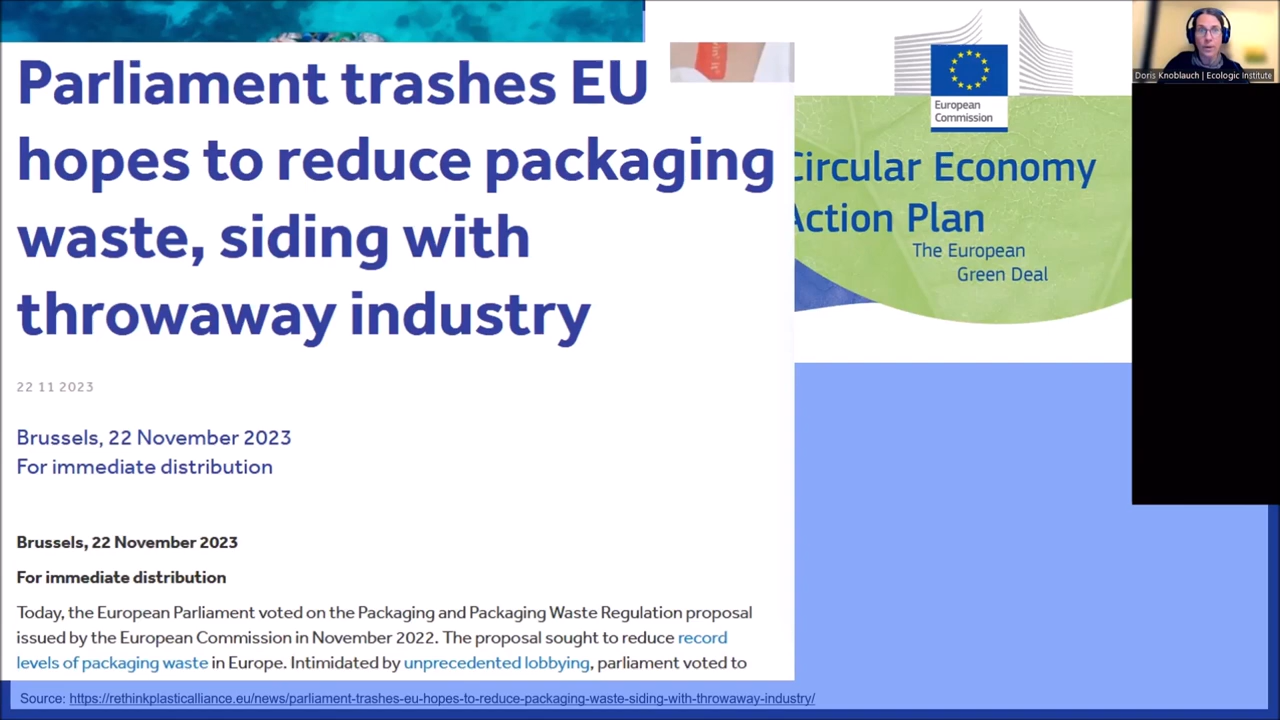 Parliament trashes EU
hopes to reduce packaging
waste, siding with
throwaway industry
22 11 2023
Brussels, 22 November 2023
For immediate distribution
Brussels, 22 November 2023
For immediate distribution
Today, the European Parliament voted on the Packaging and Packaging Waste Regulation proposal
issued by the European Commission in November 2022. The proposal sought to reduce record
levels of packaging waste in Europe. Intimidated by unprecedented lobbying, parliament voted to
European
Commission
Circular Economy
Action Plan
The European
Green Deal
Doris Knoblauch | Ecologic Institute
Source: https://rethinkplasticalliance.eu/news/parliament-trashes-eu-hopes-to-reduce-packaging-waste-siding-with-throwaway-industry/